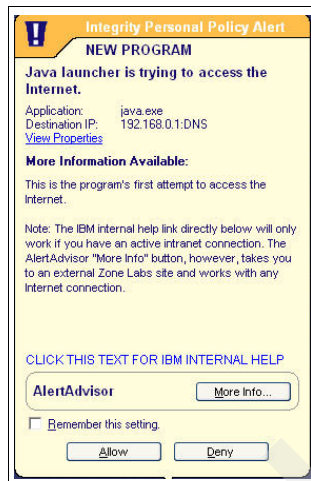 Integrity Personal Policy Alert
NEW PROGRAM
Java launcher is trying to access the
Internet.
Application: java.exe
Destination IP: 192.168.0.1:DNS
View Properties
More Information Available:
This is the program's first attempt to access the
Internet.
Note: The IBM internal help link directly below will only
work if you have an active intranet connection. The
AlertAdvisor "More Info" button, however, takes you
to an external Zone Labs site and works with any
Internet connection.
CLICK THIS TEXT FOR IBM INTERNAL HELP
AlertAdvisor More Info...
Remember this setting.
Allow Deny